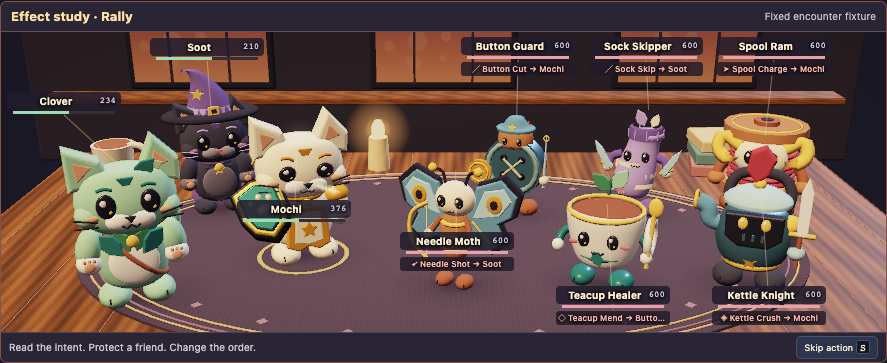 Effect study · Rally
Fixed encounter fixture
Soot 210
Button Guard 600
Button Cut → Mochi
Sock Skipper 600
Sock Skip → Soot
Spool Ram 600
Spool Charge → Mochi
Clover 234
Mochi 376
Needle Moth 600
Needle Shot → Soot
Teacup Healer 600
Teacup Mend → Butto...
Kettle Knight 600
Kettle Crush → Mochi
Read the intent. Protect a friend. Change the order.
Skip action S